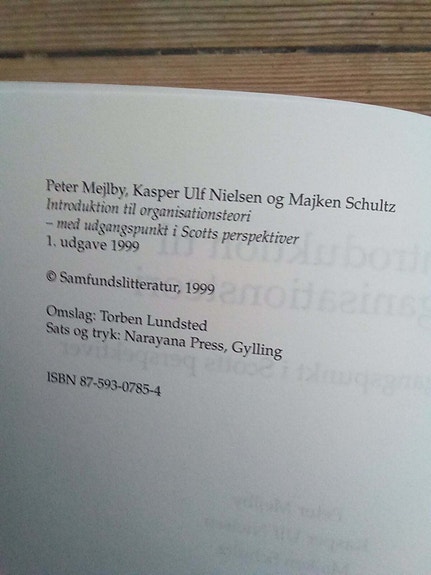 Peter Mejlby, Kasper Ulf Nielsen og Majken Schultz
Introduktion til organisationsteori
– med udgangspunkt i Scotts perspektiver
1. udgave 1999
© Samfundslitteratur, 1999
Omslag: Torben Lundsted
Sats og tryk: Narayana Press, Gylling
ISBN 87-593-0785-4